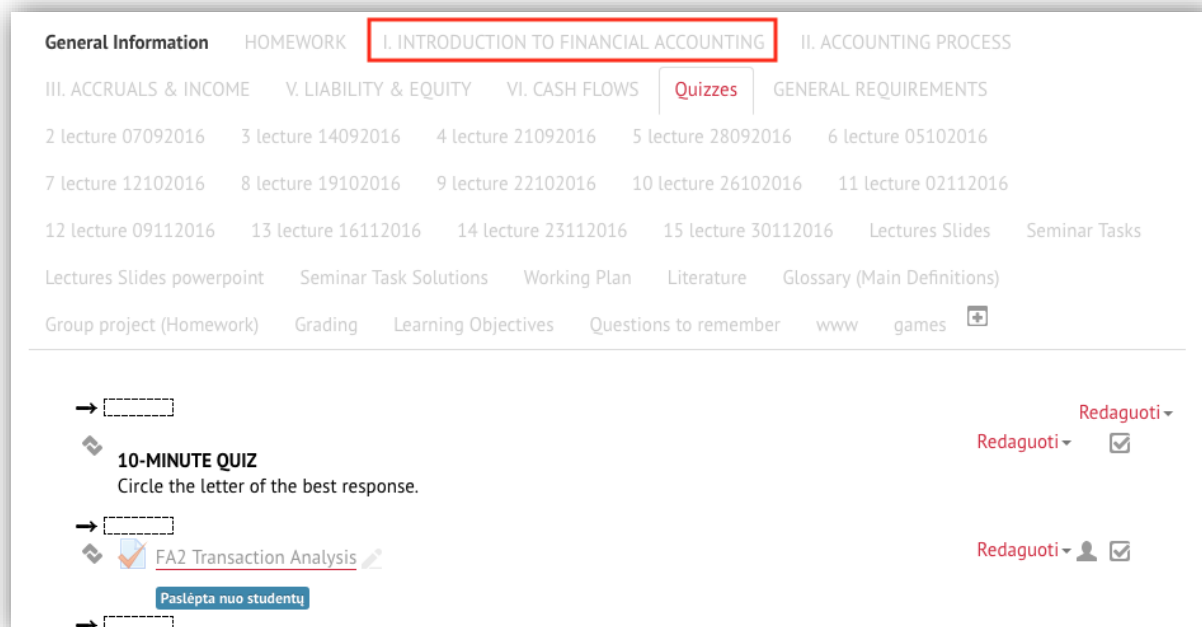 General Information HOMEWORK I. INTRODUCTION TO FINANCIAL ACCOUNTING II. ACCOUNTING PROCESS
III. ACCRUALS & INCOME V. LIABILITY & EQUITY VI. CASH FLOWS Quizzes GENERAL REQUIREMENTS
2 lecture 07092016 3 lecture 14092016 4 lecture 21092016 5 lecture 28092016 6 lecture 05102016
7 lecture 12102016 8 lecture 19102016 9 lecture 22102016 10 lecture 26102016 11 lecture 02112016
12 lecture 09112016 13 lecture 16112016 14 lecture 23112016 15 lecture 30112016 Lectures Slides Seminar Tasks
Lectures Slides powerpoint Seminar Task Solutions Working Plan Literature Glossary (Main Definitions)
Group project (Homework) Grading Learning Objectives Questions to remember www games
Redaguoti
Redaguoti
10-MINUTE QUIZ
Circle the letter of the best response.
FA2 Transaction Analysis Redaguoti
Paslėpta nuo studentų